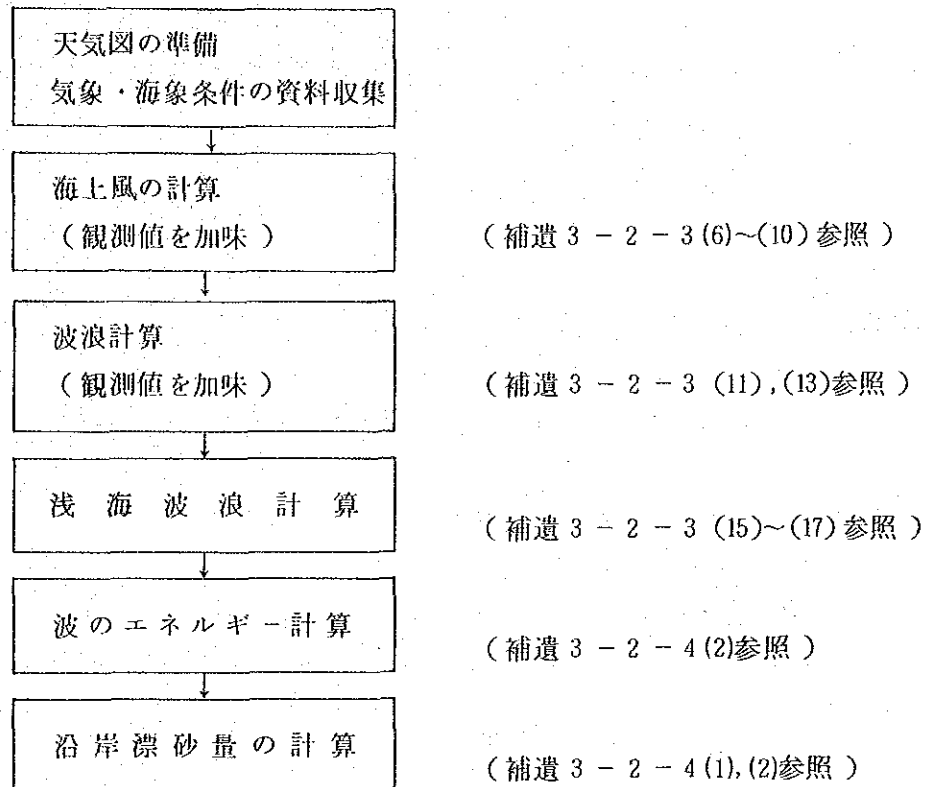 天気図の準備
気象・海象条件の資料収集
↓
海上風の計算
（観測値を加味）
（補遺 3 － 2 － 3 (6)～(10) 参照）
↓
波浪計算
（観測値を加味）
（補遺 3 － 2 － 3 (11),(13)参照）
↓
浅海波浪計算
（補遺 3 － 2 － 3 (15)～(17) 参照）
↓
波のエネルギー計算
（補遺 3 － 2 － 4 (2)参照）
↓
沿岸漂砂量の計算
（補遺 3 － 2 － 4 (1),(2)参照）